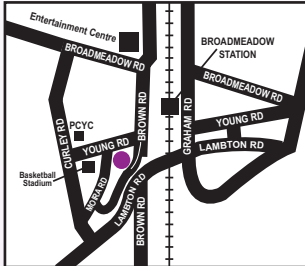 Entertainment Centre
BROADMEADOW RD
BROADMEADOW
STATION
BROADMEADOW RD
BROWN RD
GRAHAM RD
YOUNG RD
LAMBTON RD
CURLEY RD
PCYC
YOUNG RD
Basketball
Stadium
MORA RD
LAMBTON RD
BROWN RD